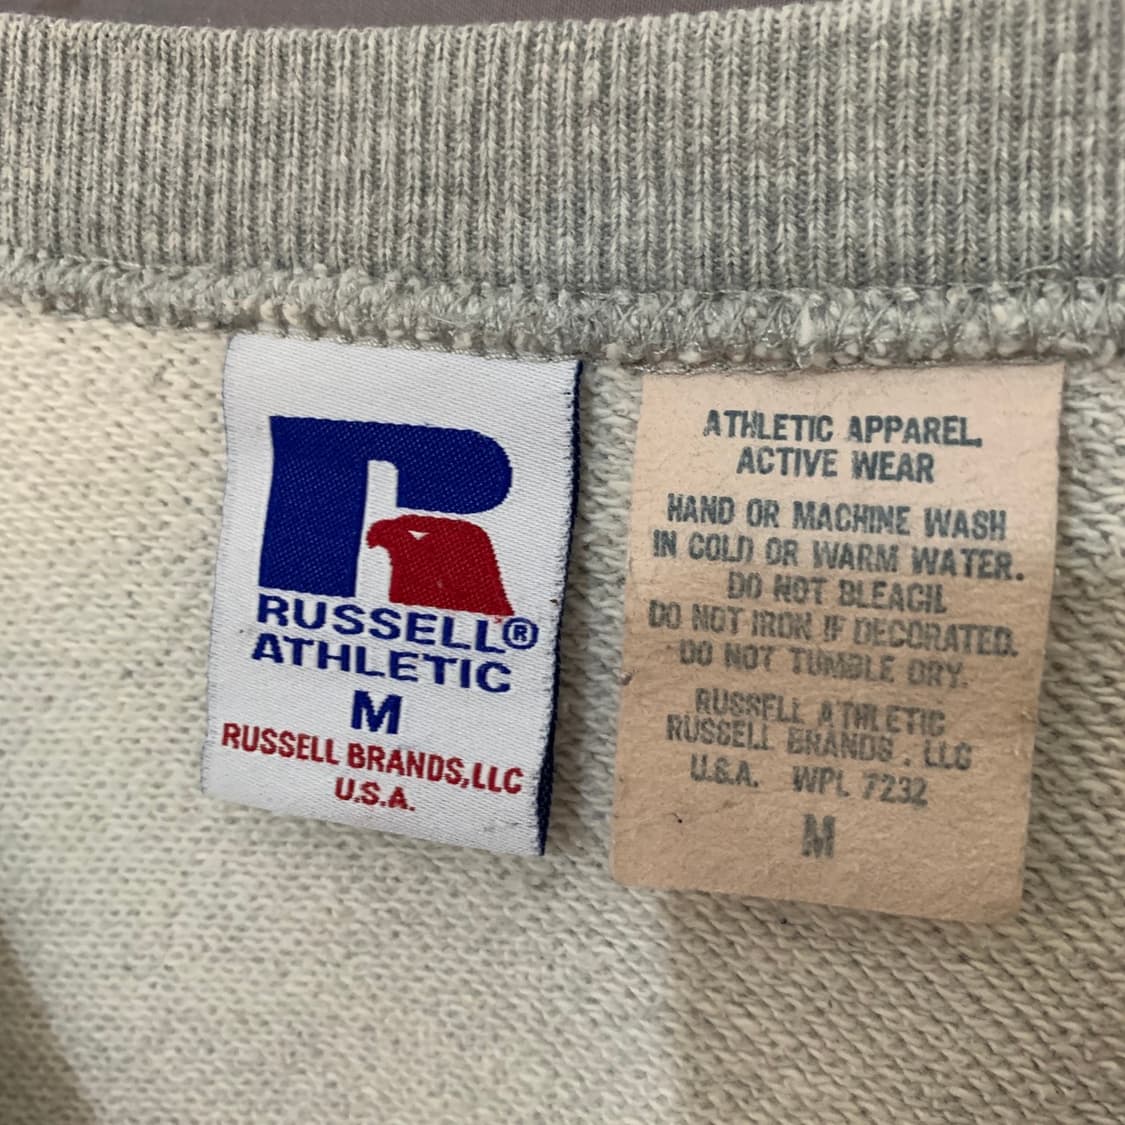 RUSSELL®
ATHLETIC
M
RUSSELL BRANDS,LLC
U.S.A.
ATHLETIC APPAREL
ACTIVE WEAR
HAND OR MACHINE WASH
IN COLD OR WARM WATER.
DO NOT BLEACH
DO NOT IRON IF DECORATED.
DO NOT TUMBLE DRY.
RUSSELL ATHLETIC
RUSSELL BRANDS, LLC
U.S.A. WPL 7232
M